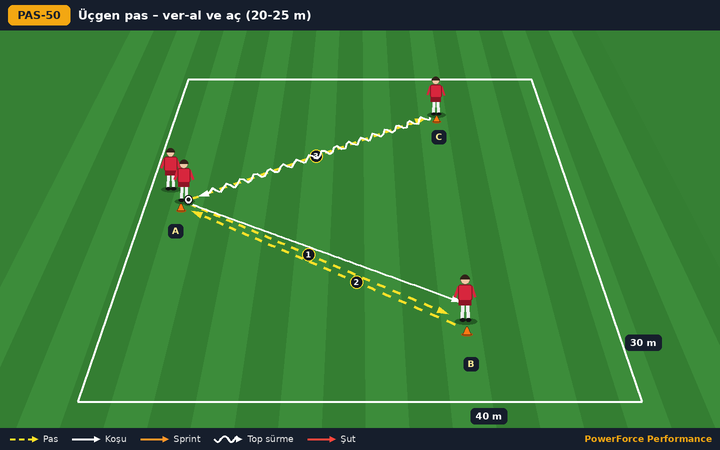 PAS-50 Üçgen pas – ver-al ve aç (20-25 m)
C
3
A
1
2
B
30 m
40 m
Pas Koşu Sprint Top sürme Şut PowerForce Performance